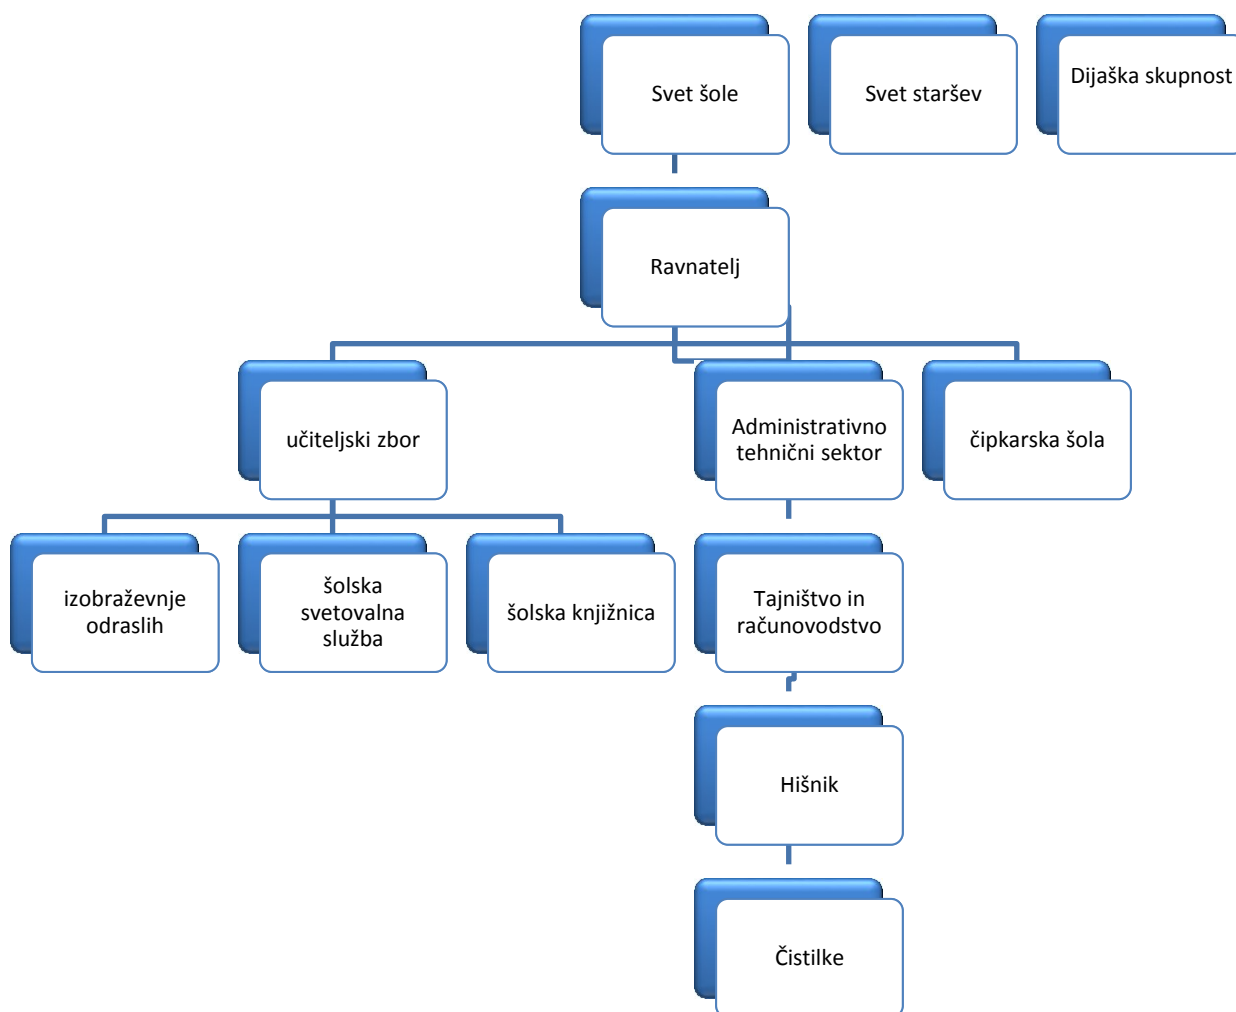 Svet šole
Svet staršev
Dijaška skupnost
Ravnatelj
učiteljski zbor
Administrativno
tehnični sektor
čipkarska šola
izobraževnje
odraslih
šolska
svetovalna
služba
šolska knjižnica
Tajništvo in
računovodstvo
Hišnik
Čistilke